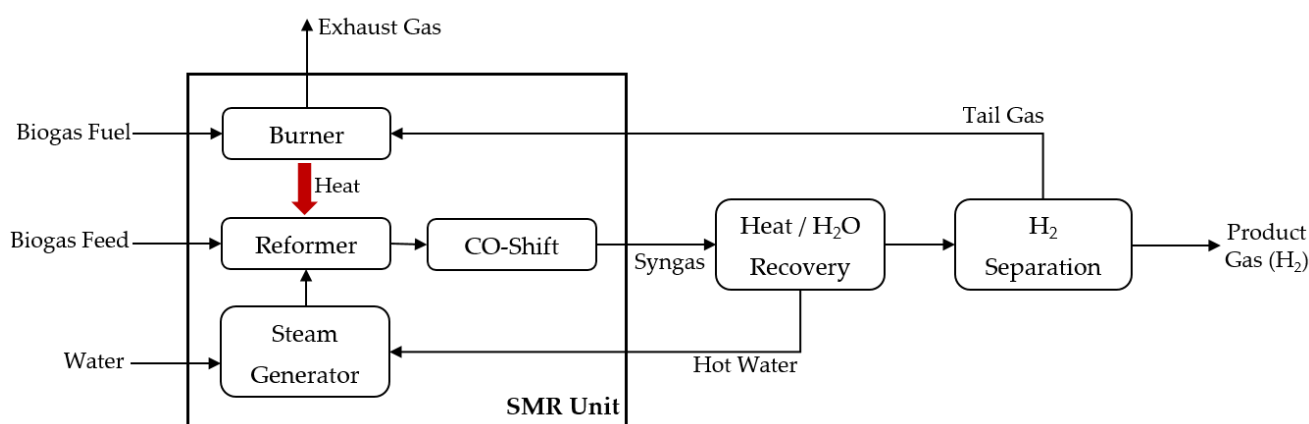 Exhaust Gas
Biogas Fuel
Burner
Tail Gas
Heat
Biogas Feed
Reformer
CO-Shift
Syngas
Heat / H₂O
Recovery
H₂
Separation
Product
Gas (H₂)
Water
Steam
Generator
Hot Water
SMR Unit